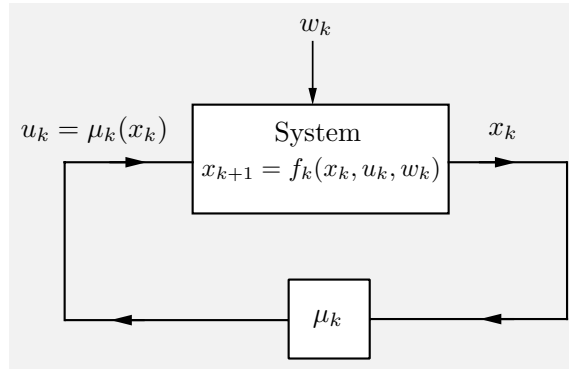 w_k
u_k = μ_k(x_k)
System
x_k
x_{k+1} = f_k(x_k, u_k, w_k)
μ_k